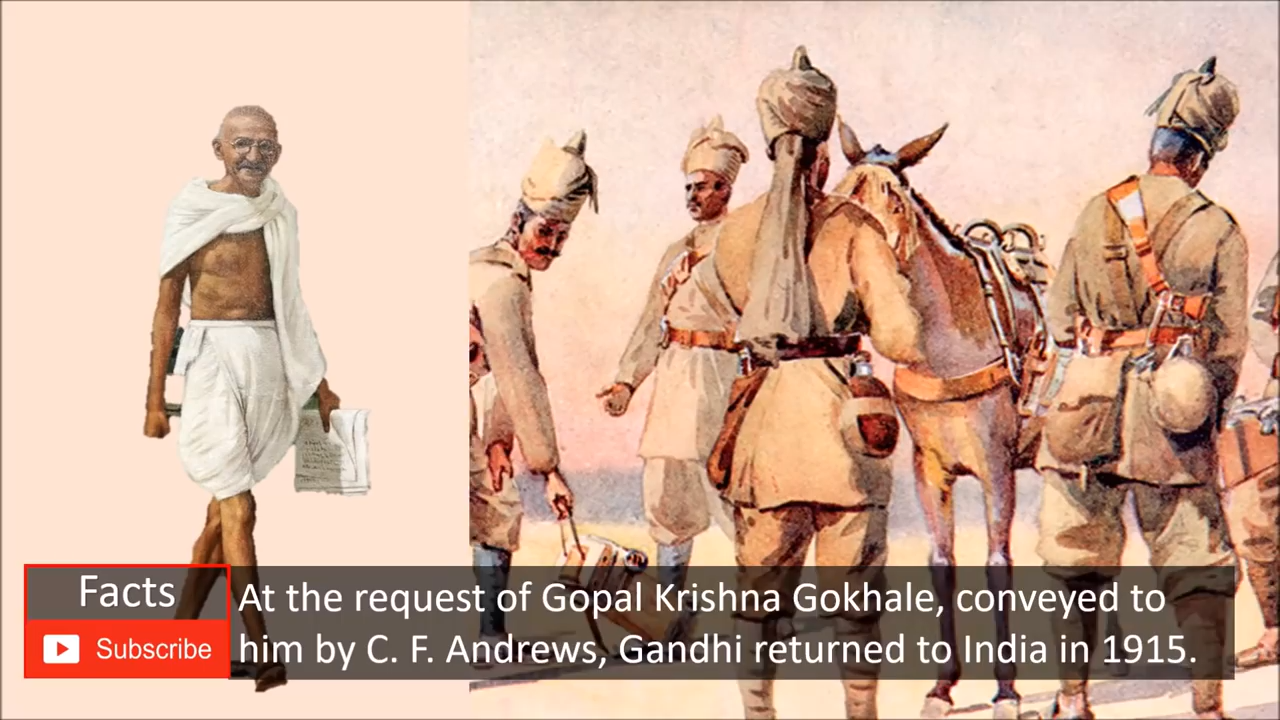 Facts
Subscribe
At the request of Gopal Krishna Gokhale, conveyed to
him by C. F. Andrews, Gandhi returned to India in 1915.